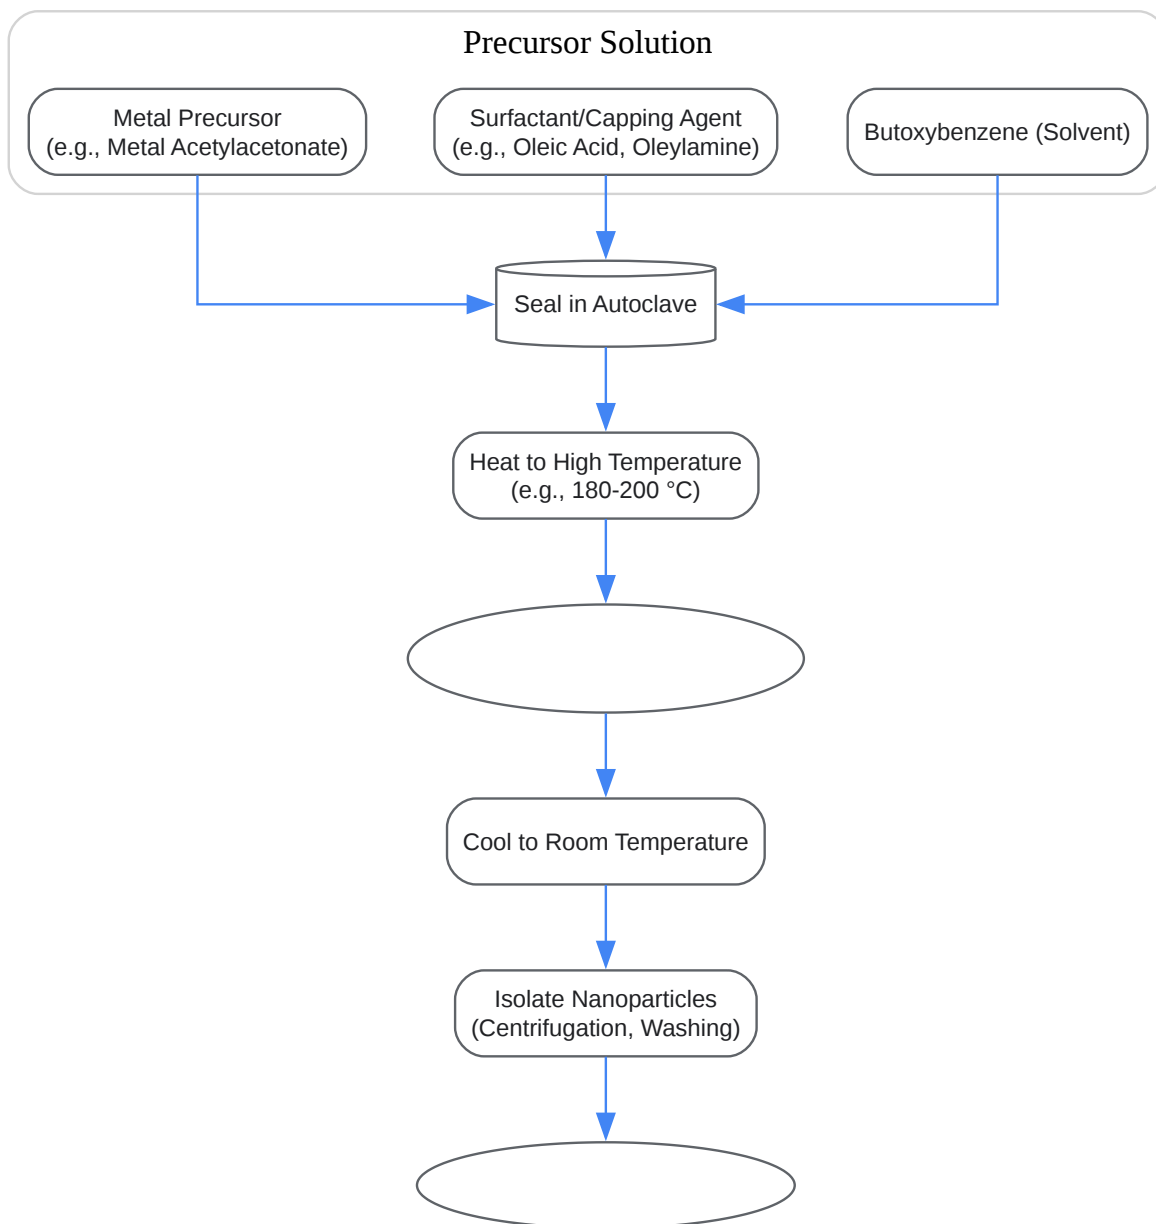 Precursor Solution
Metal Precursor
(e.g., Metal Acetylacetonate)
Surfactant/Capping Agent
(e.g., Oleic Acid, Oleylamine)
Butoxybenzene (Solvent)
Seal in Autoclave
Heat to High Temperature
(e.g., 180-200 °C)
Cool to Room Temperature
Isolate Nanoparticles
(Centrifugation, Washing)